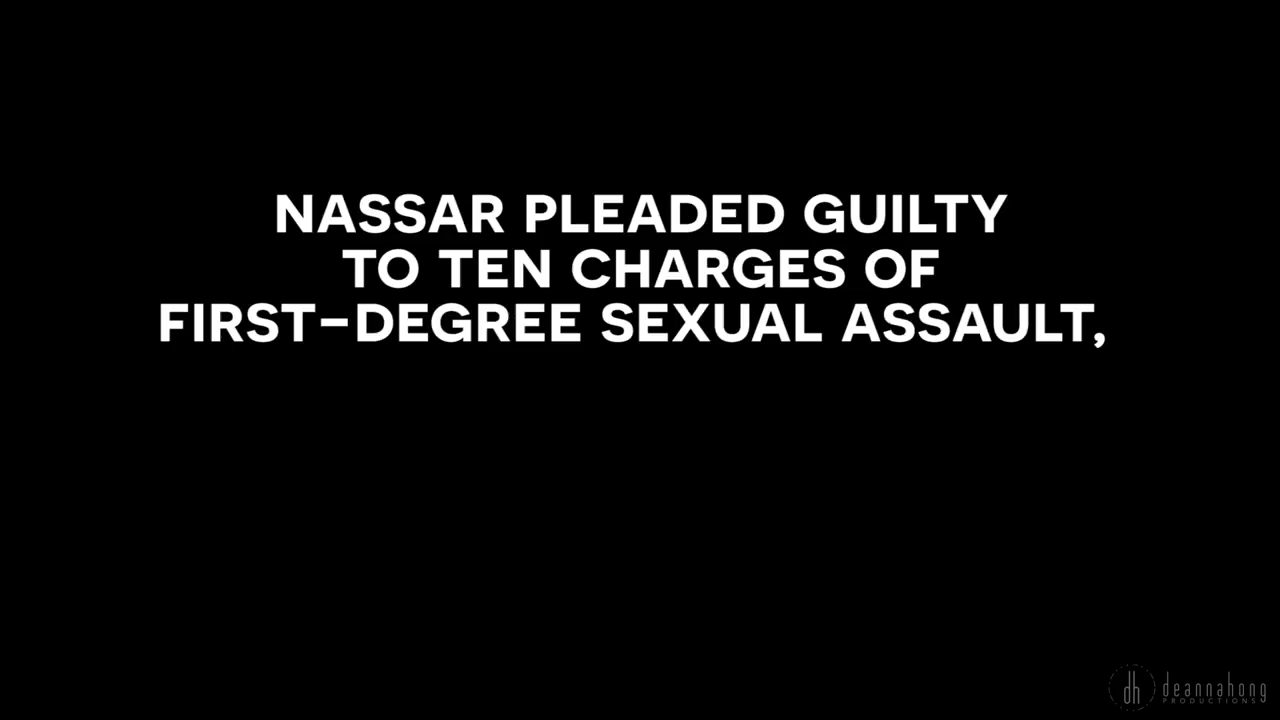 NASSAR PLEADED GUILTY
TO TEN CHARGES OF
FIRST-DEGREE SEXUAL ASSAULT,
dh
deannahong
PRODUCTIONS